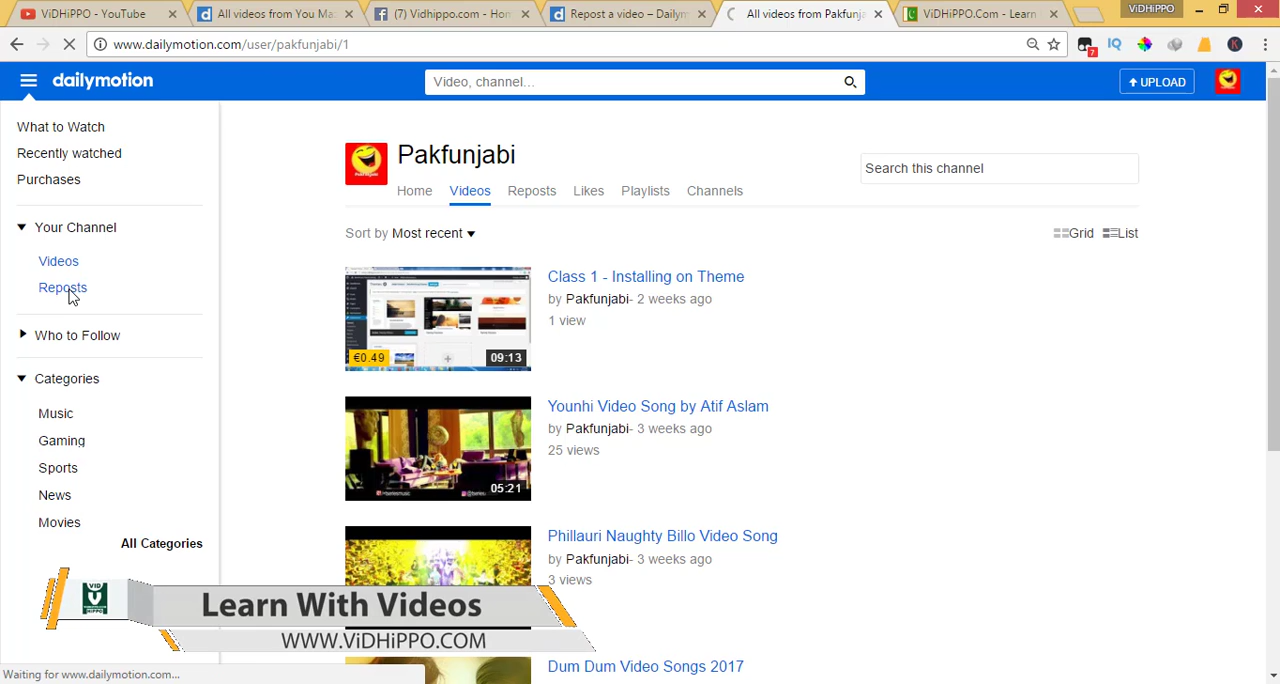 ViDHiPPO - YouTube
All videos from You Ma
(7) Vidhippo.com - Hom
Repost a video – Dailym
All videos from Pakfunja
ViDHiPPO.Com - Learn
ViDHiPPO
www.dailymotion.com/user/pakfunjabi/1
7
IQ
K
dailymotion
Video, channel...
UPLOAD
What to Watch
Recently watched
Purchases
Your Channel
Videos
Reposts
Who to Follow
Categories
Music
Gaming
Sports
News
Movies
All Categories
Pakfunjabi
Home Videos Reposts Likes Playlists Channels
Search this channel
Sort by Most recent
Grid List
€0.49
09:13
Class 1 - Installing on Theme
by Pakfunjabi- 2 weeks ago
1 view
05:21
Younhi Video Song by Atif Aslam
by Pakfunjabi- 3 weeks ago
25 views
Phillauri Naughty Billo Video Song
by Pakfunjabi- 3 weeks ago
3 views
Dum Dum Video Songs 2017
Learn With Videos
WWW.ViDHiPPO.COM
Waiting for www.dailymotion.com...